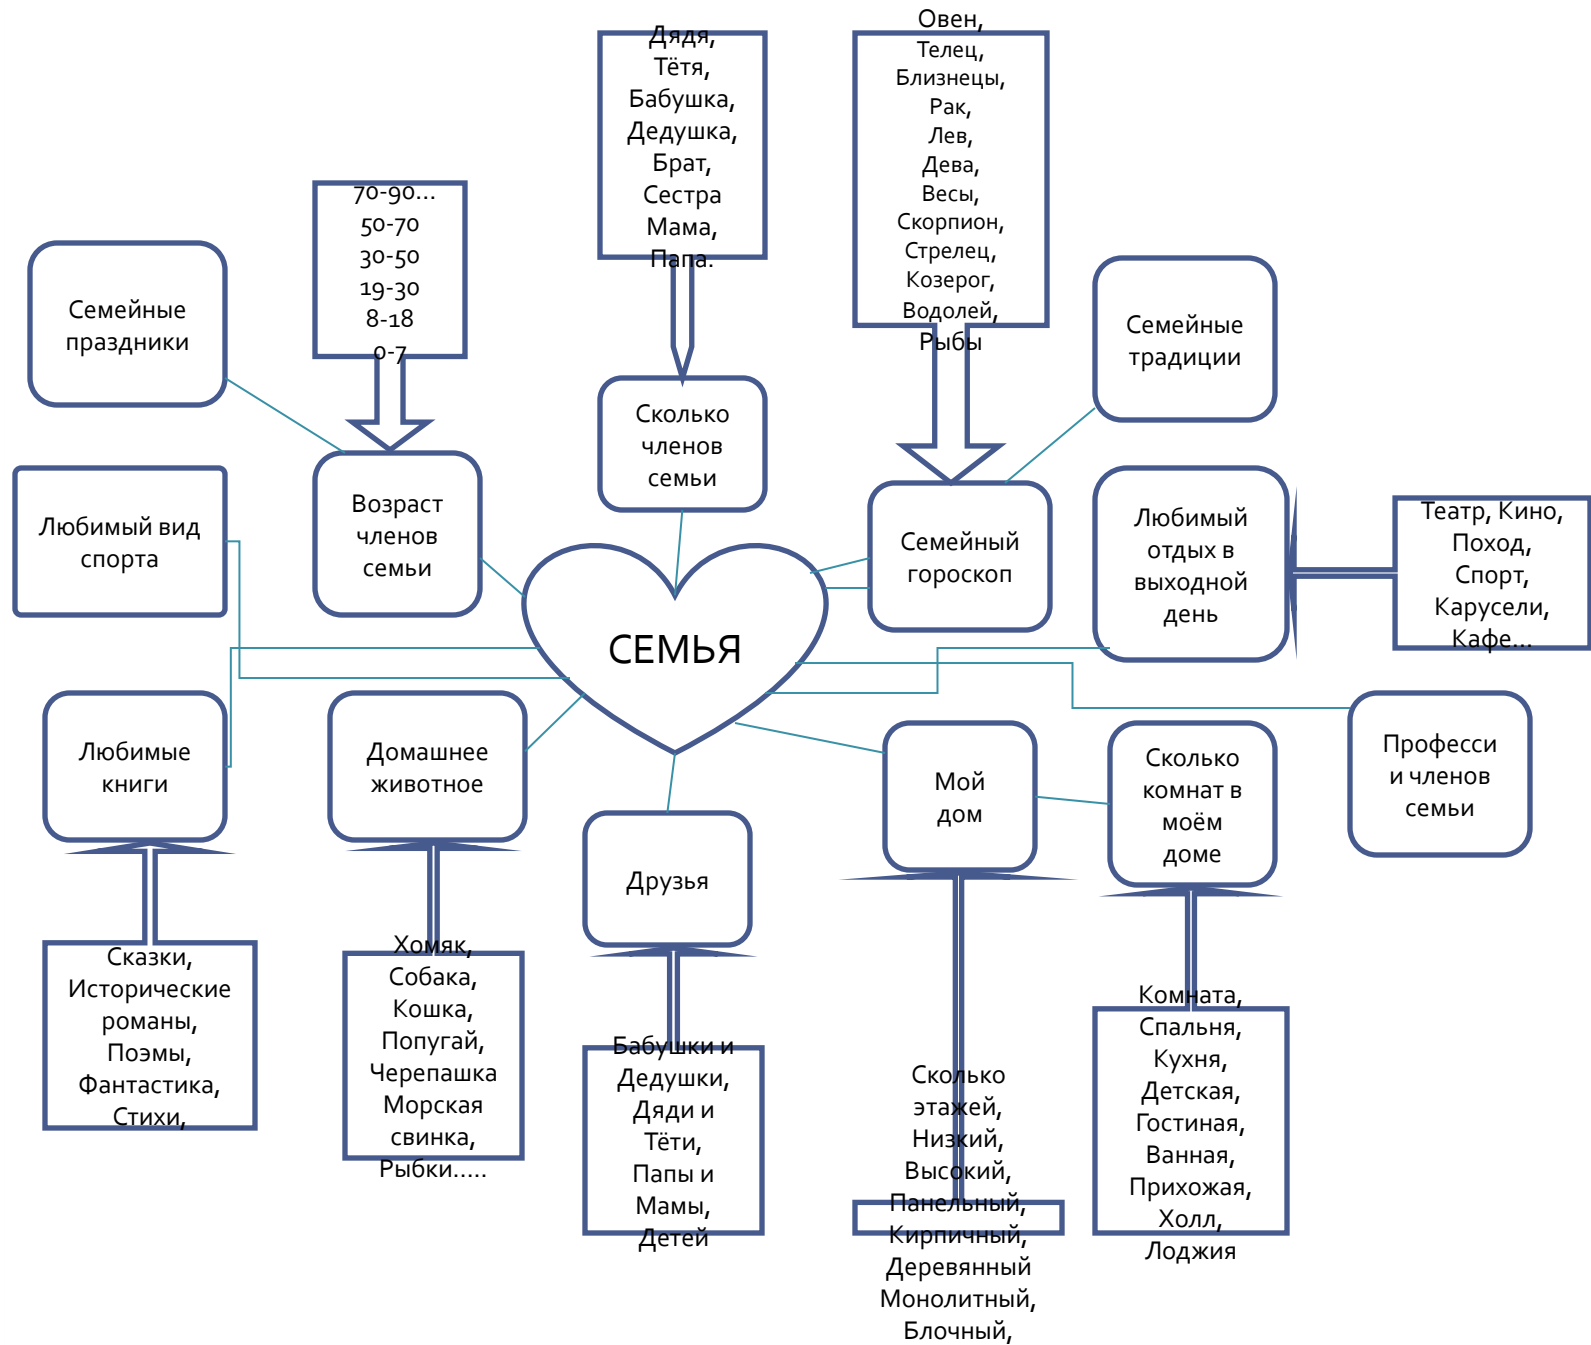 Дядя,
Тётя,
Бабушка,
Дедушка,
Брат,
Сестра
Мама,
Папа.
Овен,
Телец,
Близнецы,
Рак,
Лев,
Дева,
Весы,
Скорпион,
Стрелец,
Козерог,
Водолей,
Рыбы
70-90...
50-70
30-50
19-30
8-18
0-7
Семейные
праздники
Семейные
традиции
Сколько
членов
семьи
Любимый вид
спорта
Возраст
членов
семьи
Семейный
гороскоп
Любимый
отдых в
выходной
день
Театр, Кино,
Поход,
Спорт,
Карусели,
Кафе...
СЕМЬЯ
Любимые
книги
Домашнее
животное
Друзья
Мой
дом
Сколько
комнат в
моём
доме
Професси
и членов
семьи
Сказки,
Исторические
романы,
Поэмы,
Фантастика,
Стихи,
Хомяк,
Собака,
Кошка,
Попугай,
Черепашка
Морская
свинка,
Рыбки.....
Бабушки и
Дедушки,
Дяди и
Тёти,
Папы и
Мамы,
Детей
Сколько
этажей,
Низкий,
Высокий,
Панельный,
Кирпичный,
Деревянный
Монолитный,
Блочный,
Комната,
Спальня,
Кухня,
Детская,
Гостиная,
Ванная,
Прихожая,
Холл,
Лоджия